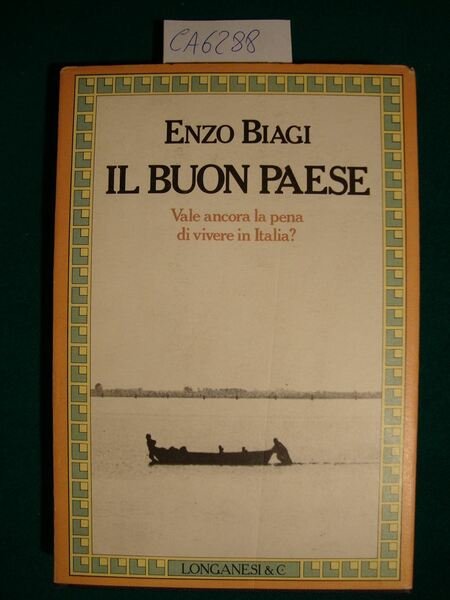 CA6288
ENZO BIAGI
IL BUON PAESE
Vale ancora la pena
di vivere in Italia?
LONGANESI & C.